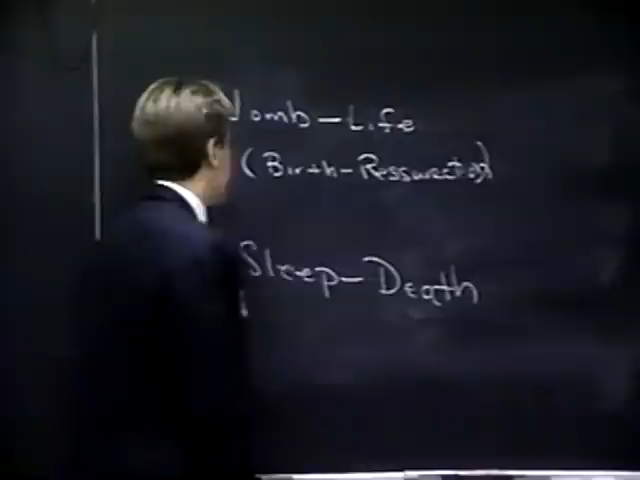 Womb - Life
(Birth - Ressurection)
Sleep - Death